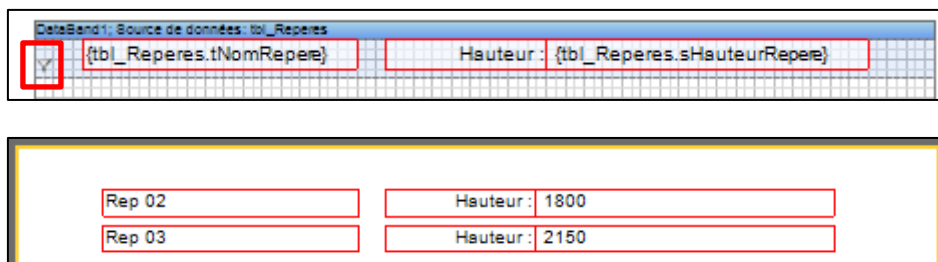 DataBand1; Source de données: tbl_Reperes
{tbl_Reperes.tNomRepere} Hauteur : {tbl_Reperes.sHauteurRepere}
Rep 02 Hauteur : 1800
Rep 03 Hauteur : 2150